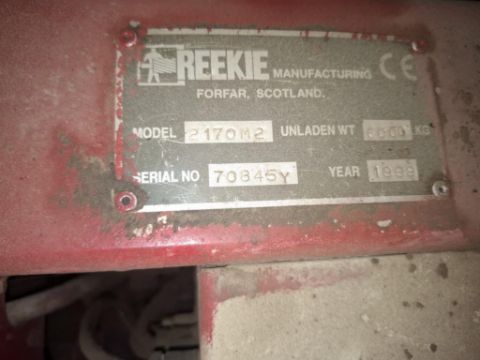 REEKIE MANUFACTURING CE
FORFAR, SCOTLAND.
MODEL 2170M2 UNLADEN WT KG
SERIAL NO 70845Y YEAR